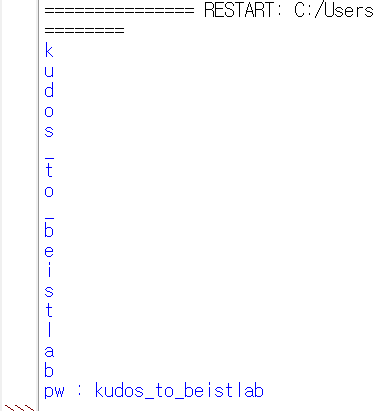 =============== RESTART: C:/Users
========
k
u
d
o
s
_
t
o
_
b
e
i
s
t
l
a
b
pw : kudos_to_beistlab
>>>